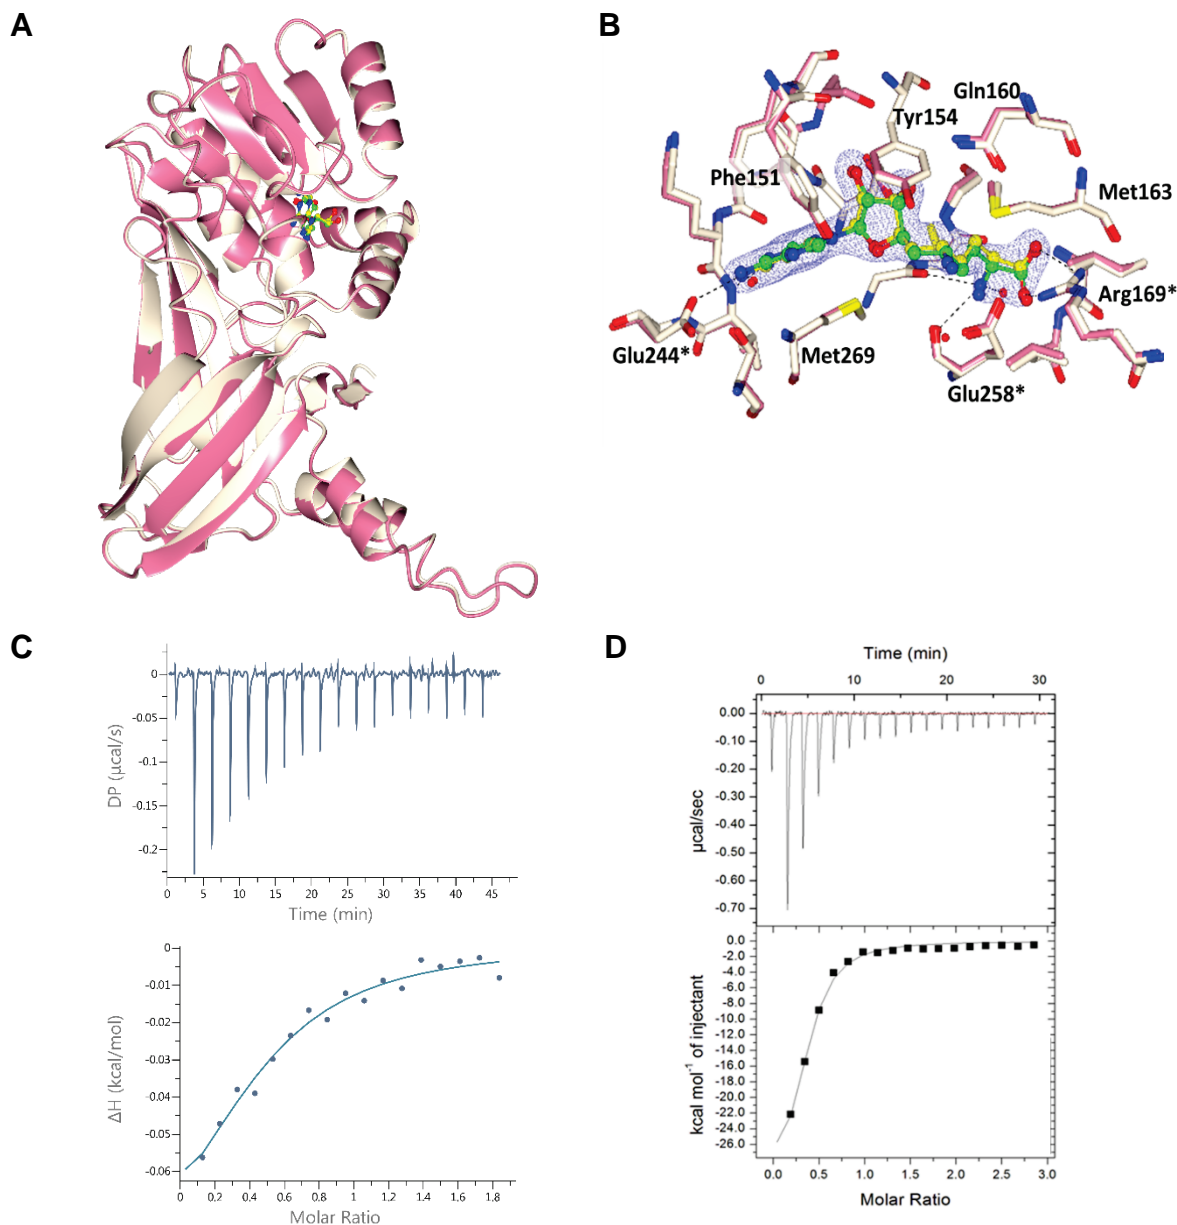 A
B
Gln160
Tyr154
Phe151
Met163
Arg169*
Glu244*
Met269
Glu258*
C
0
-0.05
-0.1
-0.15
-0.2
DP (µcal/s)
0 5 10 15 20 25 30 35 40 45
Time (min)
0
-0.01
-0.02
-0.03
-0.04
-0.05
-0.06
ΔH (kcal/mol)
0 0.2 0.4 0.6 0.8 1 1.2 1.4 1.6 1.8
Molar Ratio
D
Time (min)
0 10 20 30
0.00
-0.10
-0.20
-0.30
-0.40
-0.50
-0.60
-0.70
µcal/sec
0.0
-2.0
-4.0
-6.0
-8.0
-10.0
-12.0
-14.0
-16.0
-18.0
-20.0
-22.0
-24.0
-26.0
kcal mol⁻¹ of injectant
0.0 0.5 1.0 1.5 2.0 2.5 3.0
Molar Ratio